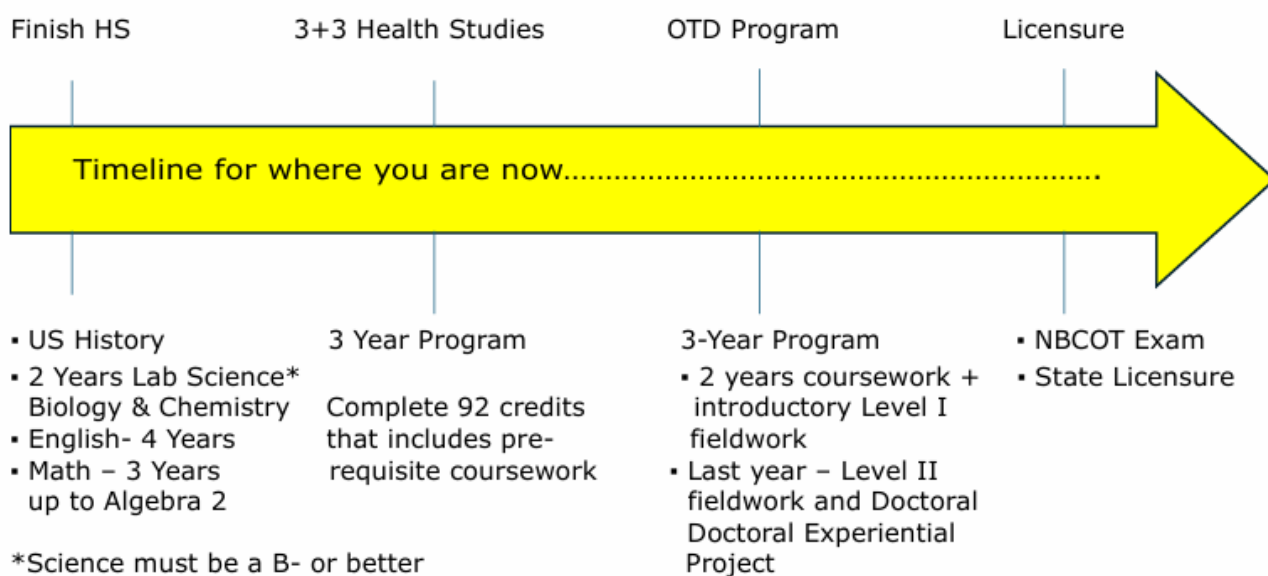 Finish HS
3+3 Health Studies
OTD Program
Licensure
Timeline for where you are now.................................................................
▪ US History
▪ 2 Years Lab Science*
Biology & Chemistry
▪ English- 4 Years
▪ Math – 3 Years
up to Algebra 2
*Science must be a B- or better
3 Year Program
Complete 92 credits
that includes pre-
requisite coursework
3-Year Program
▪ 2 years coursework +
introductory Level I
fieldwork
▪ Last year – Level II
fieldwork and Doctoral
Doctoral Experiential
Project
▪ NBCOT Exam
▪ State Licensure